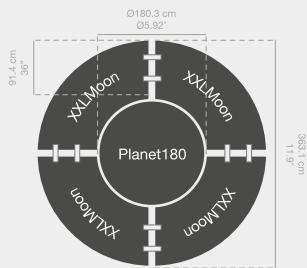 Ø180.3 cm
Ø5.92'
91.4 cm
36"
XXLMoon
XXLMoon
Planet180
XXLMoon
XXLMoon
363.1 cm
11.9"